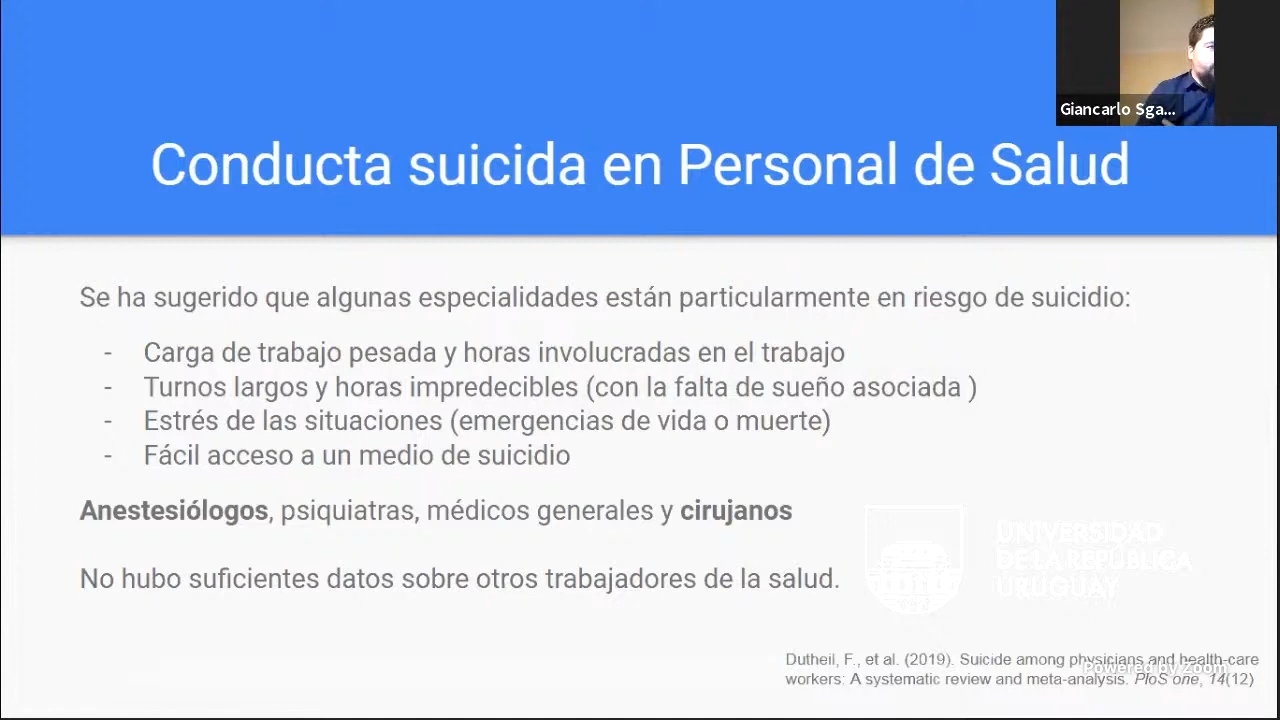 Giancarlo Sga...
Conducta suicida en Personal de Salud
Se ha sugerido que algunas especialidades están particularmente en riesgo de suicidio:
- Carga de trabajo pesada y horas involucradas en el trabajo
- Turnos largos y horas impredecibles (con la falta de sueño asociada )
- Estrés de las situaciones (emergencias de vida o muerte)
- Fácil acceso a un medio de suicidio
Anestesiólogos, psiquiatras, médicos generales y cirujanos
UNIVERSIDAD
DE LA REPÚBLICA
URUGUAY
No hubo suficientes datos sobre otros trabajadores de la salud.
Dutheil, F., et al. (2019). Suicide among physicians and health-care
workers: A systematic review and meta-analysis. PloS one, 14(12)
Powered by Zoom